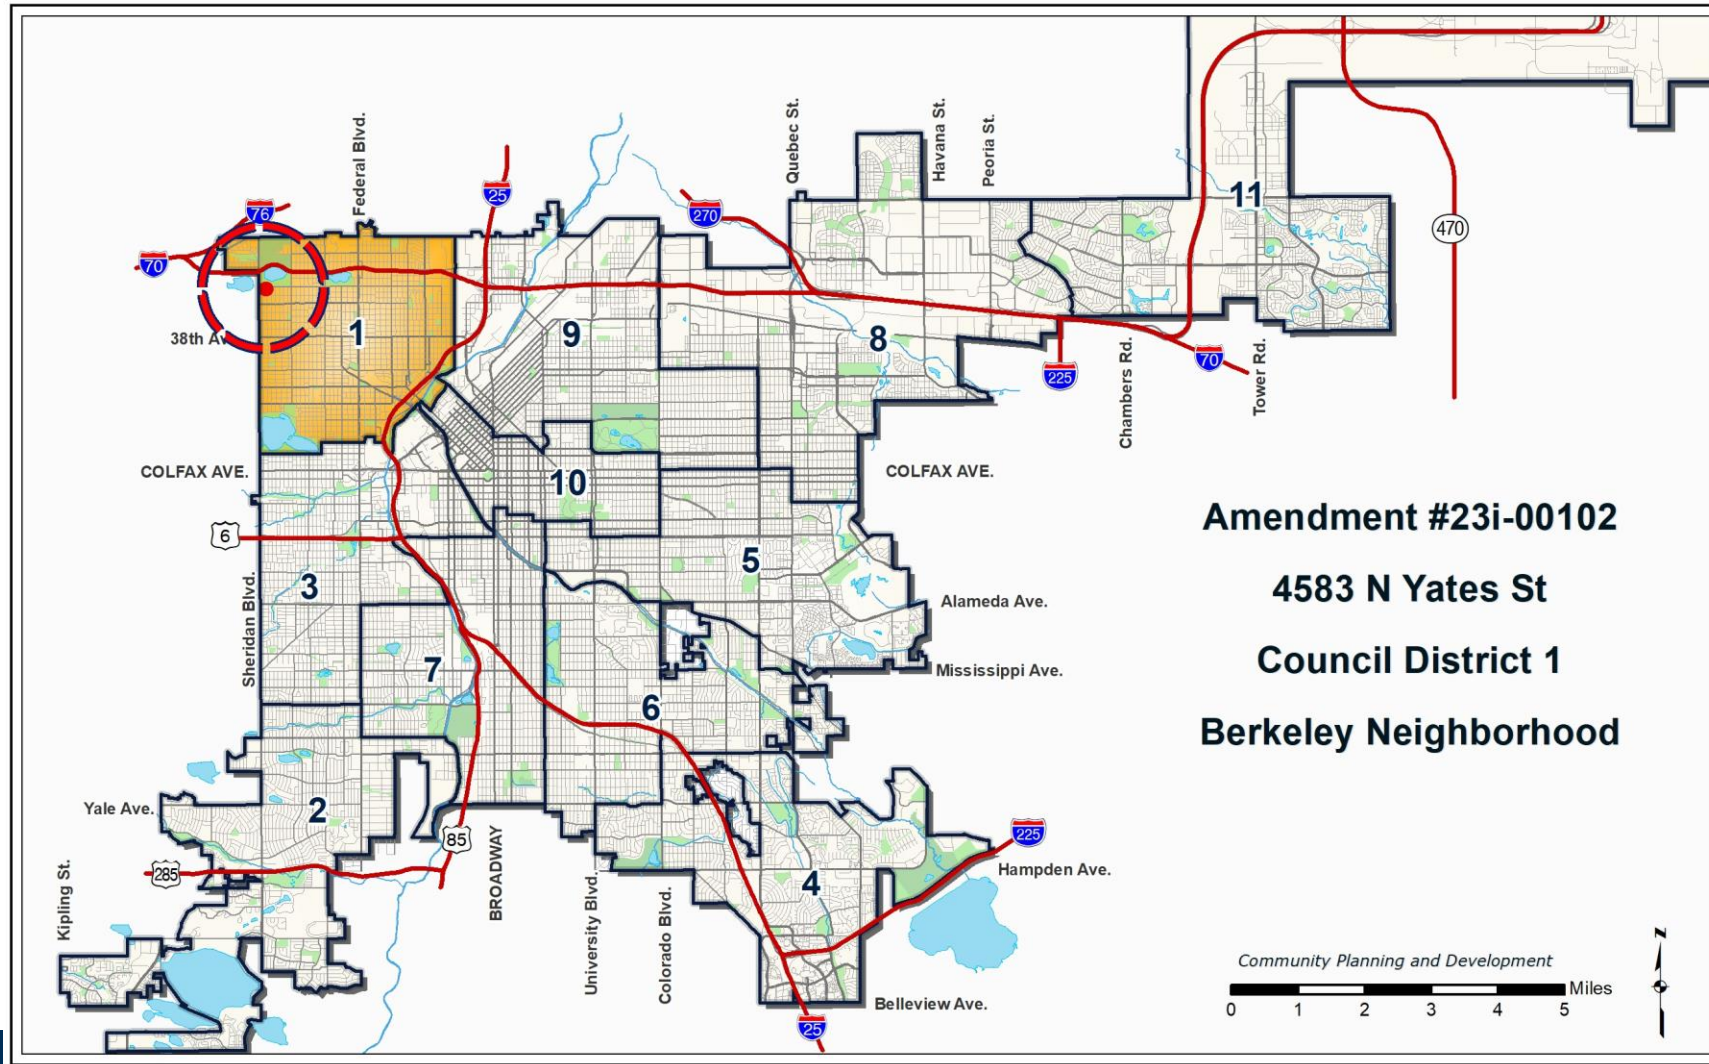 Federal Blvd.
Quebec St.
Havana St.
Peoria St.
76
25
270
11
470
70
38th Av
1
9
8
225
Chambers Rd.
70
Tower Rd.
COLFAX AVE.
10
COLFAX AVE.
6
Amendment #23i-00102
4583 N Yates St
Council District 1
Berkeley Neighborhood
Sheridan Blvd.
3
5
Alameda Ave.
7
Mississippi Ave.
6
Yale Ave.
2
85
BROADWAY
225
285
Kipling St.
University Blvd.
Colorado Blvd.
4
Hampden Ave.
Belleview Ave.
25
Community Planning and Development
Miles
0 1 2 3 4 5
N